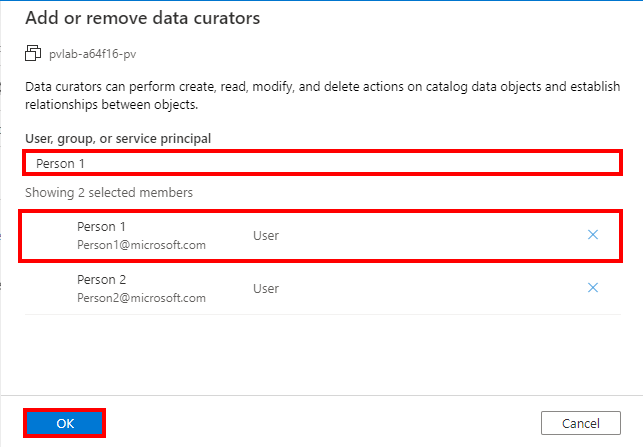 Add or remove data curators
pvlab-a64f16-pv
Data curators can perform create, read, modify, and delete actions on catalog data objects and establish
relationships between objects.
User, group, or service principal
Person 1
Showing 2 selected members
Person 1
Person1@microsoft.com
User
Person 2
Person2@microsoft.com
User
OK
Cancel